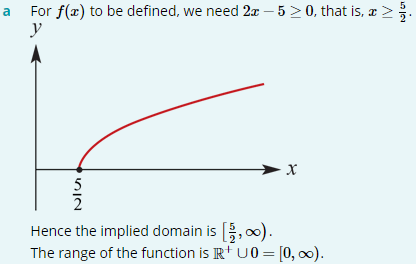 a For f(x) to be defined, we need 2x − 5 ≥ 0, that is, x ≥ 5/2.
y
x
5/2
Hence the implied domain is [5/2, ∞).
The range of the function is ℝ⁺ ∪ 0 = [0, ∞).